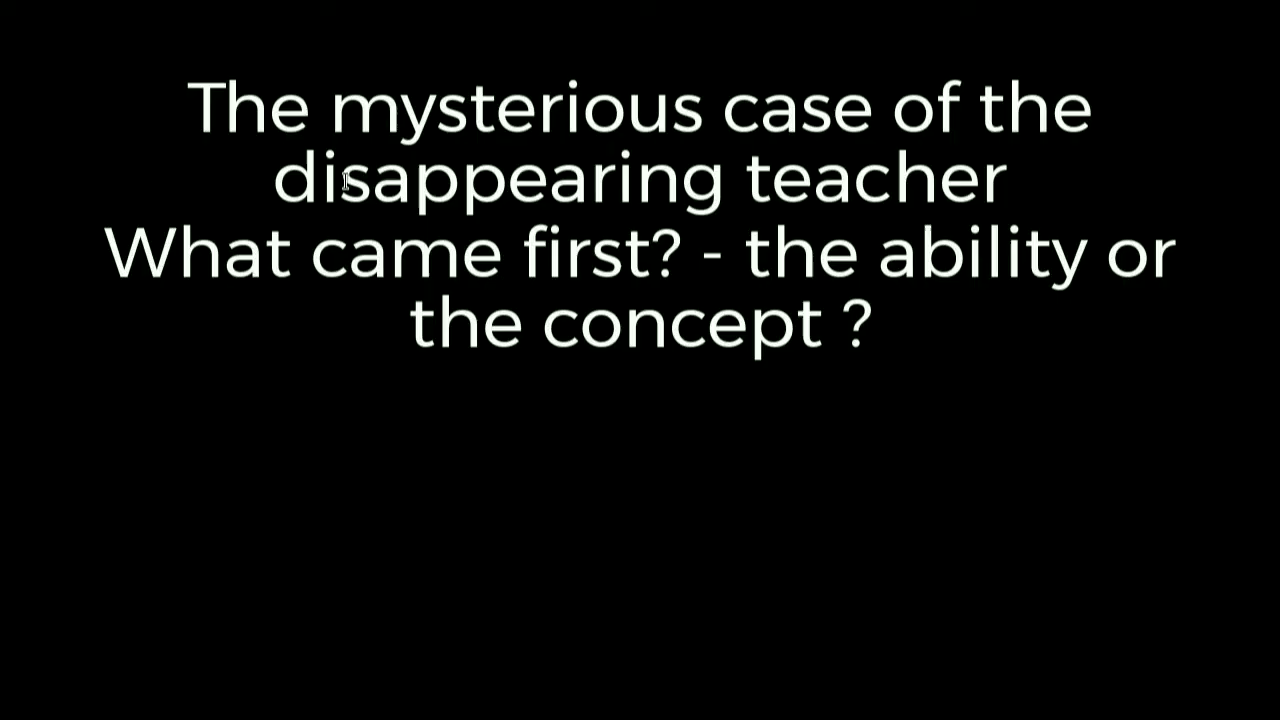 The mysterious case of the
disappearing teacher
What came first? - the ability or
the concept ?